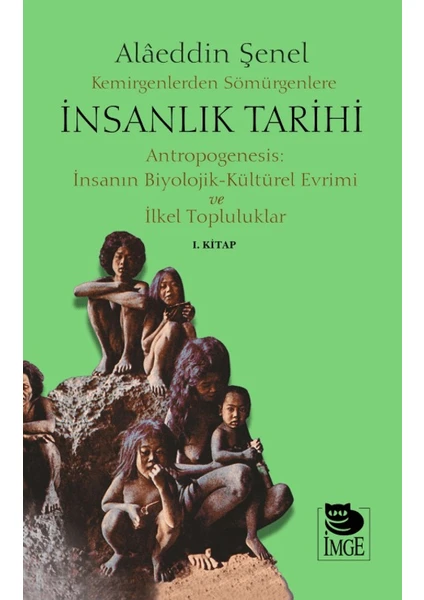 Alâeddin Şenel
Kemirgenlerden Sömürgenlere
İNSANLIK TARİHİ
Antropogenesis:
İnsanın Biyolojik-Kültürel Evrimi
ve
İlkel Topluluklar
I. KİTAP
İMGE